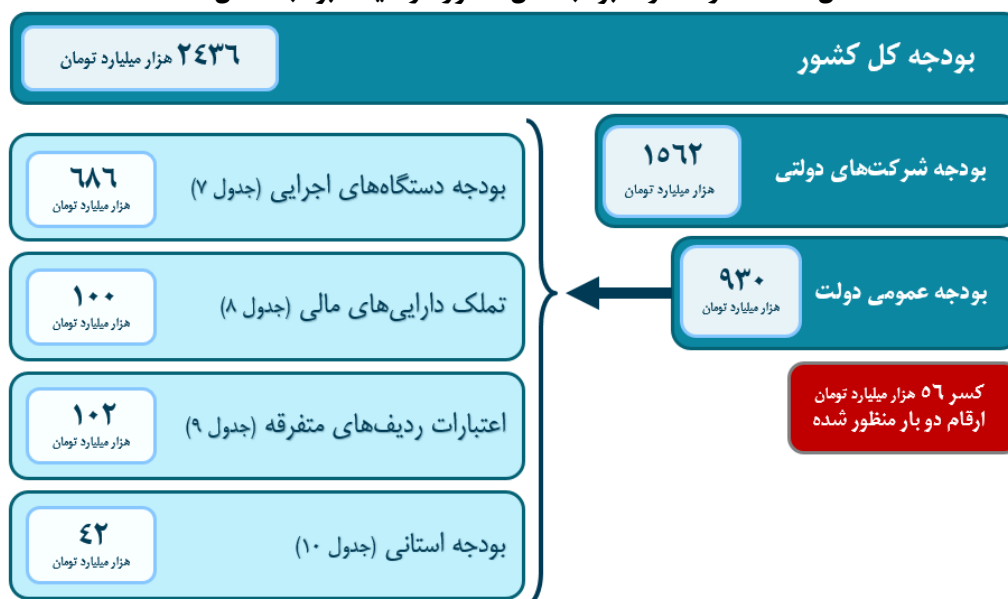 بودجه کل کشور
۲۴۳۶ هزار میلیارد تومان
بودجه شرکت‌های دولتی
۱۵۶۲
هزار میلیارد تومان
بودجه عمومی دولت
۹۳۰
هزار میلیارد تومان
کسر ۵۶ هزار میلیارد تومان
ارقام دو بار منظور شده
بودجه دستگاه‌های اجرایی (جدول ۷)
۶۸۶
هزار میلیارد تومان
تملک دارایی‌های مالی (جدول ۸)
۱۰۰
هزار میلیارد تومان
اعتبارات ردیف‌های متفرقه (جدول ۹)
۱۰۲
هزار میلیارد تومان
بودجه استانی (جدول ۱۰)
۴۲
هزار میلیارد تومان